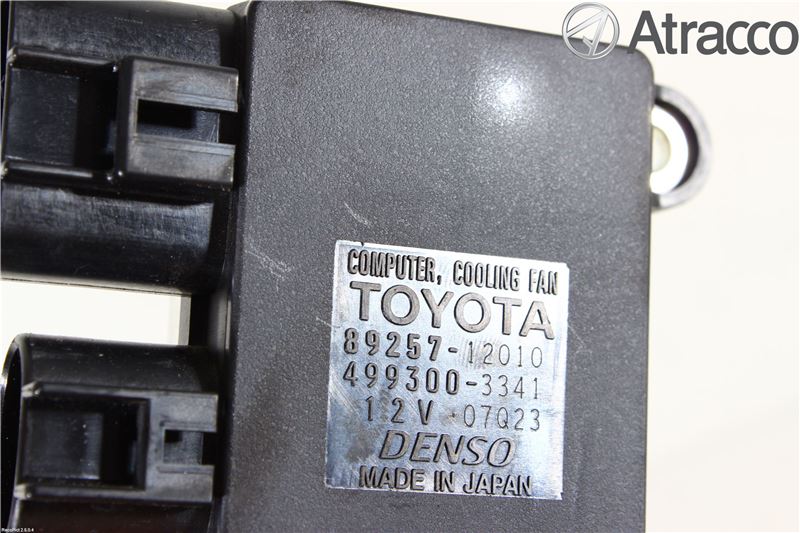 Atracco
COMPUTER, COOLING FAN
TOYOTA
89257-12010
499300-3341
12V 07Q23
DENSO
MADE IN JAPAN